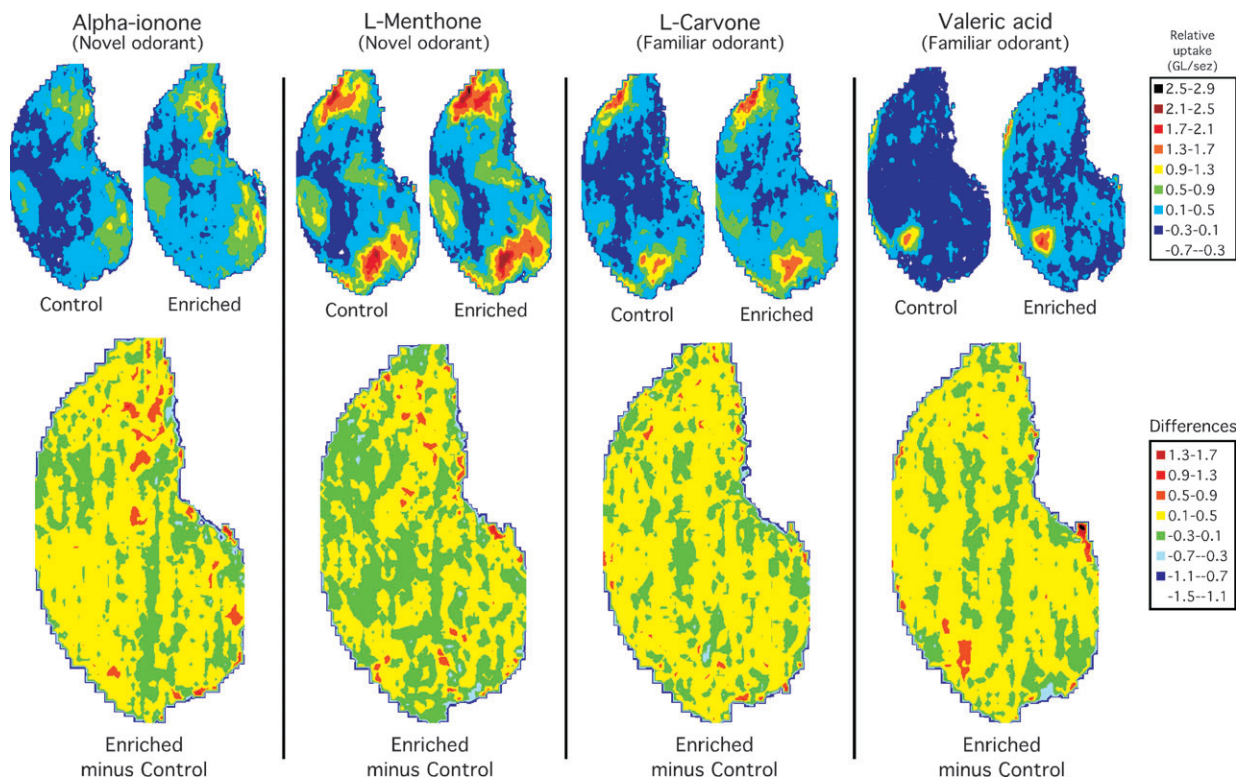 Alpha-ionone
(Novel odorant)
L-Menthone
(Novel odorant)
L-Carvone
(Familiar odorant)
Valeric acid
(Familiar odorant)
Relative
uptake
(GL/sez)
2.5-2.9
2.1-2.5
1.7-2.1
1.3-1.7
0.9-1.3
0.5-0.9
0.1-0.5
-0.3-0.1
-0.7--0.3
Control
Enriched
Control
Enriched
Control
Enriched
Control
Enriched
Differences
1.3-1.7
0.9-1.3
0.5-0.9
0.1-0.5
-0.3-0.1
-0.7--0.3
-1.1--0.7
-1.5--1.1
Enriched
minus Control
Enriched
minus Control
Enriched
minus Control
Enriched
minus Control